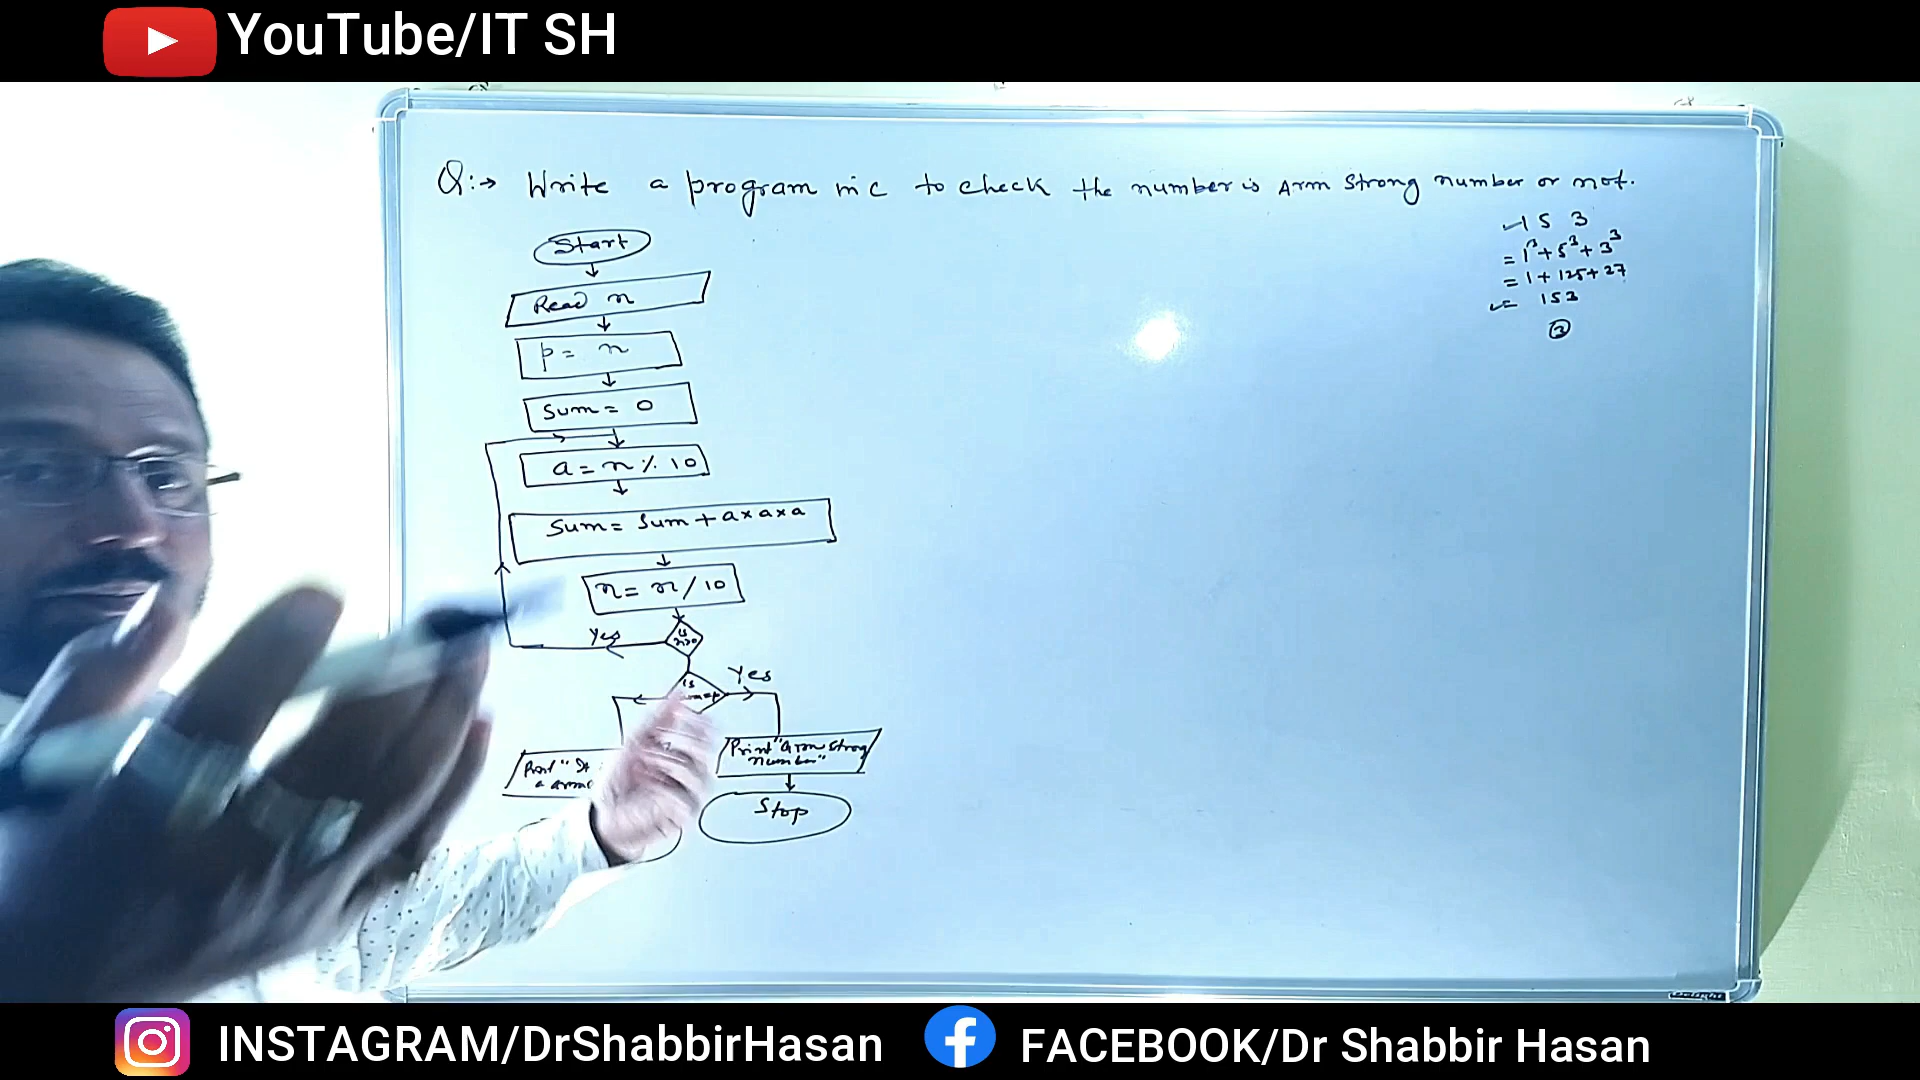 YouTube/IT SH
Q:→ Write a program in c to check the number is Arm Strong number or not.
153
= 1³ + 5³ + 3³
= 1 + 125 + 27
= 153
③
Start
Read n
p = n
Sum = 0
a = n % 10
Sum = Sum + a × a × a
n = n / 10
Yes
is n>0
Yes
is
Print "Arm strong
Number"
Print "It
a arm
Stop
INSTAGRAM/DrShabbirHasan
FACEBOOK/Dr Shabbir Hasan